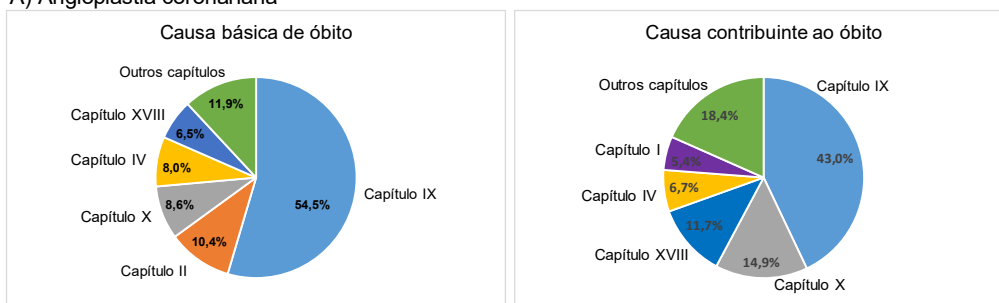 A) Angioplastia coronariana
Causa básica de óbito
Outros capítulos
11,9%
Capítulo XVIII
6,5%
Capítulo IV
8,0%
Capítulo X
8,6%
Capítulo II
10,4%
Capítulo IX
54,5%
Causa contribuinte ao óbito
Outros capítulos
18,4%
Capítulo I
5,4%
Capítulo IV
6,7%
Capítulo XVIII
11,7%
Capítulo X
14,9%
Capítulo IX
43,0%